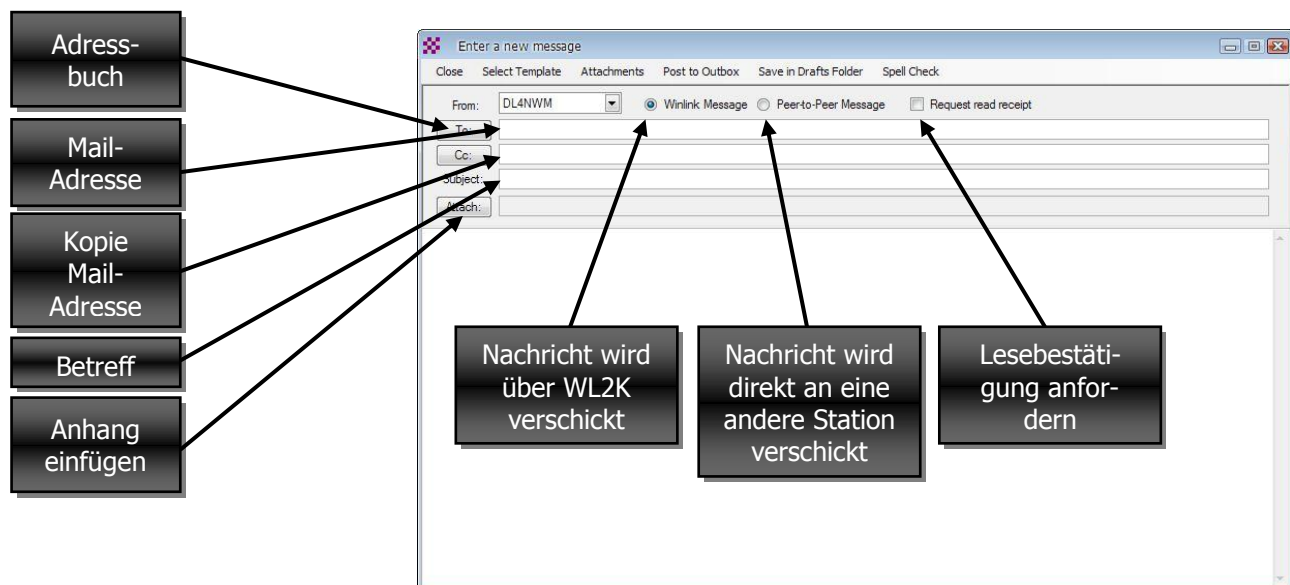 Adress-
buch
Mail-
Adresse
Kopie
Mail-
Adresse
Betreff
Anhang
einfügen
Enter a new message
Close Select Template Attachments Post to Outbox Save in Drafts Folder Spell Check
From: DL4NWM Winlink Message Peer-to-Peer Message Request read receipt
To:
Cc:
Subject:
Attach:
Nachricht wird
über WL2K
verschickt
Nachricht wird
direkt an eine
andere Station
verschickt
Lesebestäti-
gung anfor-
dern